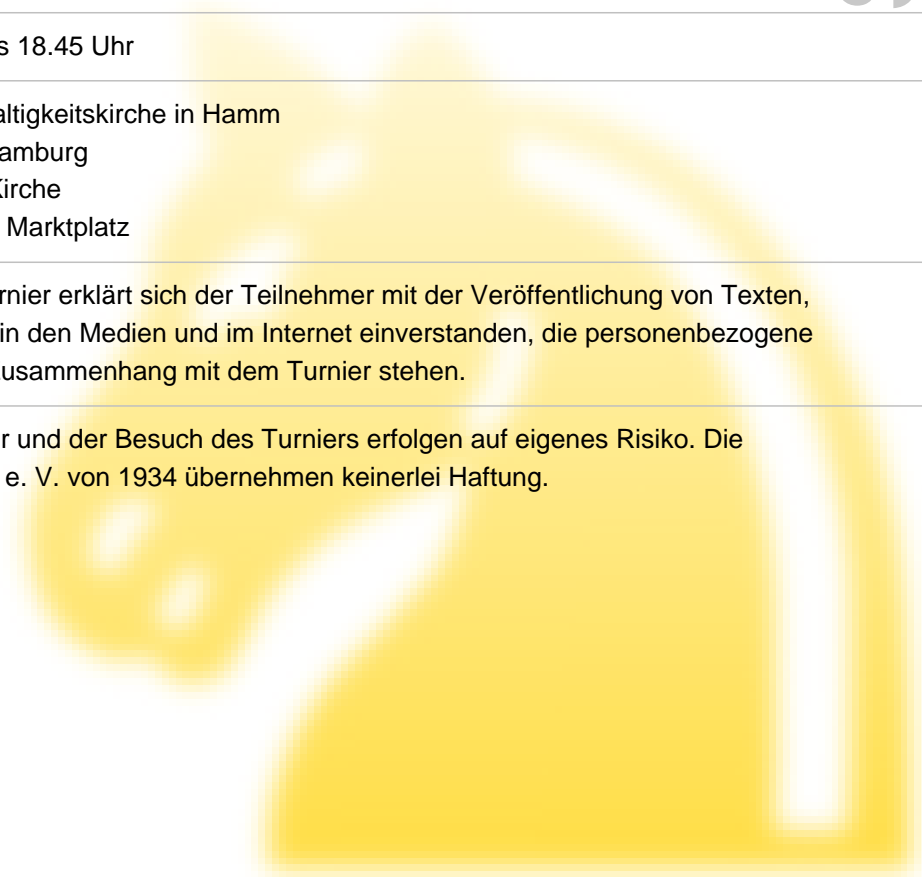 s 18.45 Uhr
altigkeitskirche in Hamm
amburg
Kirche
Marktplatz
rnier erklärt sich der Teilnehmer mit der Veröffentlichung von Texten,
in den Medien und im Internet einverstanden, die personenbezogene
zusammenhang mit dem Turnier stehen.
r und der Besuch des Turniers erfolgen auf eigenes Risiko. Die
e. V. von 1934 übernehmen keinerlei Haftung.